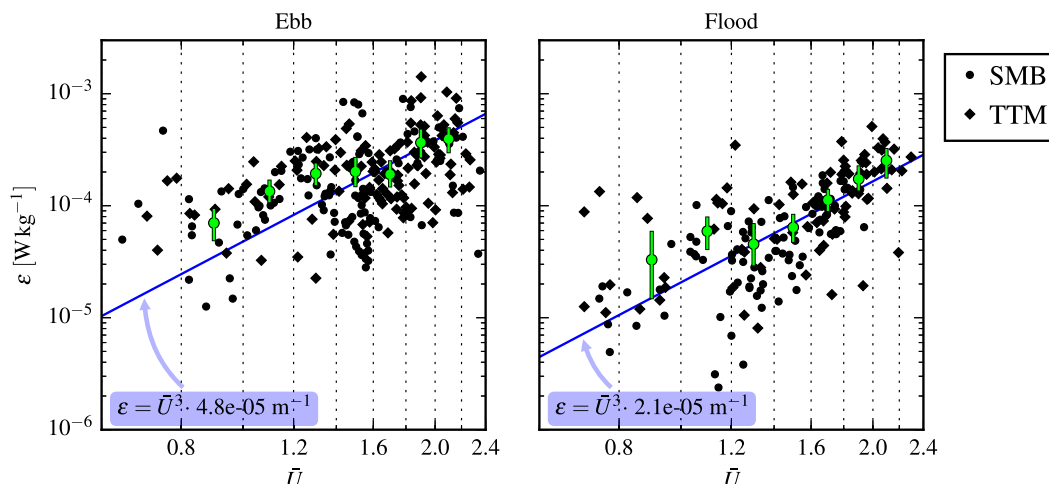 Ebb
Flood
SMB
TTM
ε [W kg⁻¹]
10⁻³
10⁻⁴
10⁻⁵
10⁻⁶
ε = Ū³ · 4.8e-05 m⁻¹
ε = Ū³ · 2.1e-05 m⁻¹
0.8 1.2 1.6 2.0 2.4
0.8 1.2 1.6 2.0 2.4
Ū
Ū